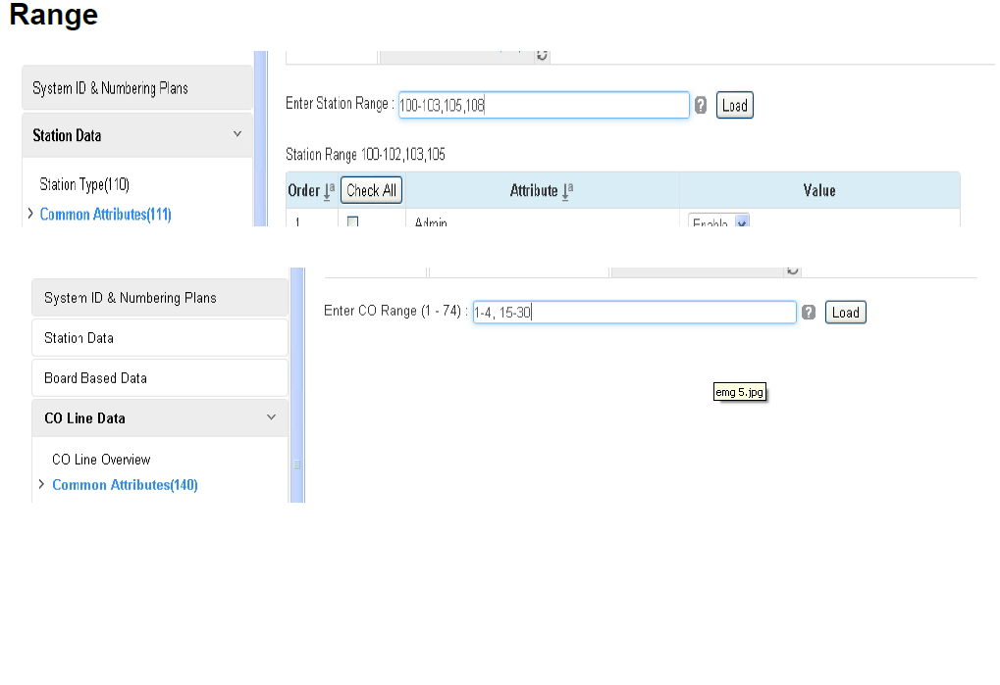 Range
System ID & Numbering Plans
Station Data
Station Type(110)
Common Attributes(111)
Enter Station Range : 100-103,105,108 ? Load
Station Range 100-102,103,105
Order Check All Attribute Value
1 Admin Enable
System ID & Numbering Plans
Station Data
Board Based Data
CO Line Data
CO Line Overview
Common Attributes(140)
Enter CO Range (1 - 74) : 1-4, 15-30 ? Load
emg 5.jpg